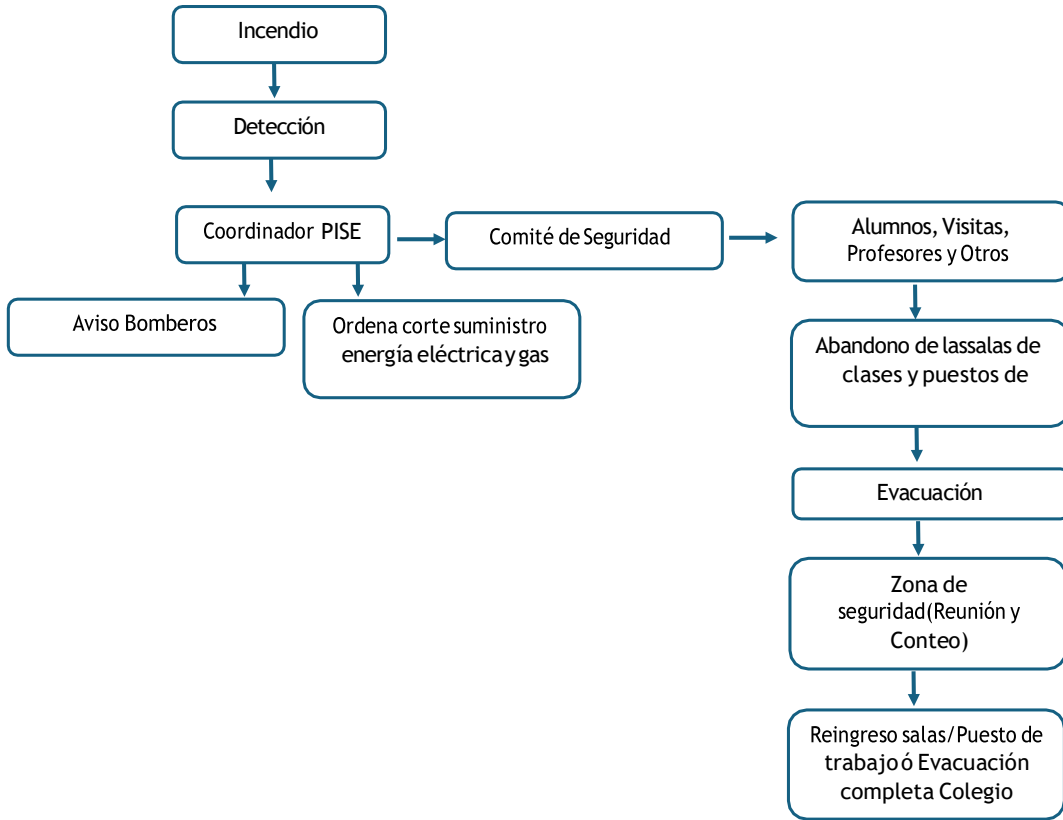 Incendio
Detección
Coordinador PISE
Comité de Seguridad
Alumnos, Visitas,
Profesores y Otros
Aviso Bomberos
Ordena corte suministro
energía eléctrica y gas
Abandono de lassalas de
clases y puestos de
Evacuación
Zona de
seguridad(Reunión y
Conteo)
Reingreso salas/Puesto de
trabajo ó Evacuación
completa Colegio